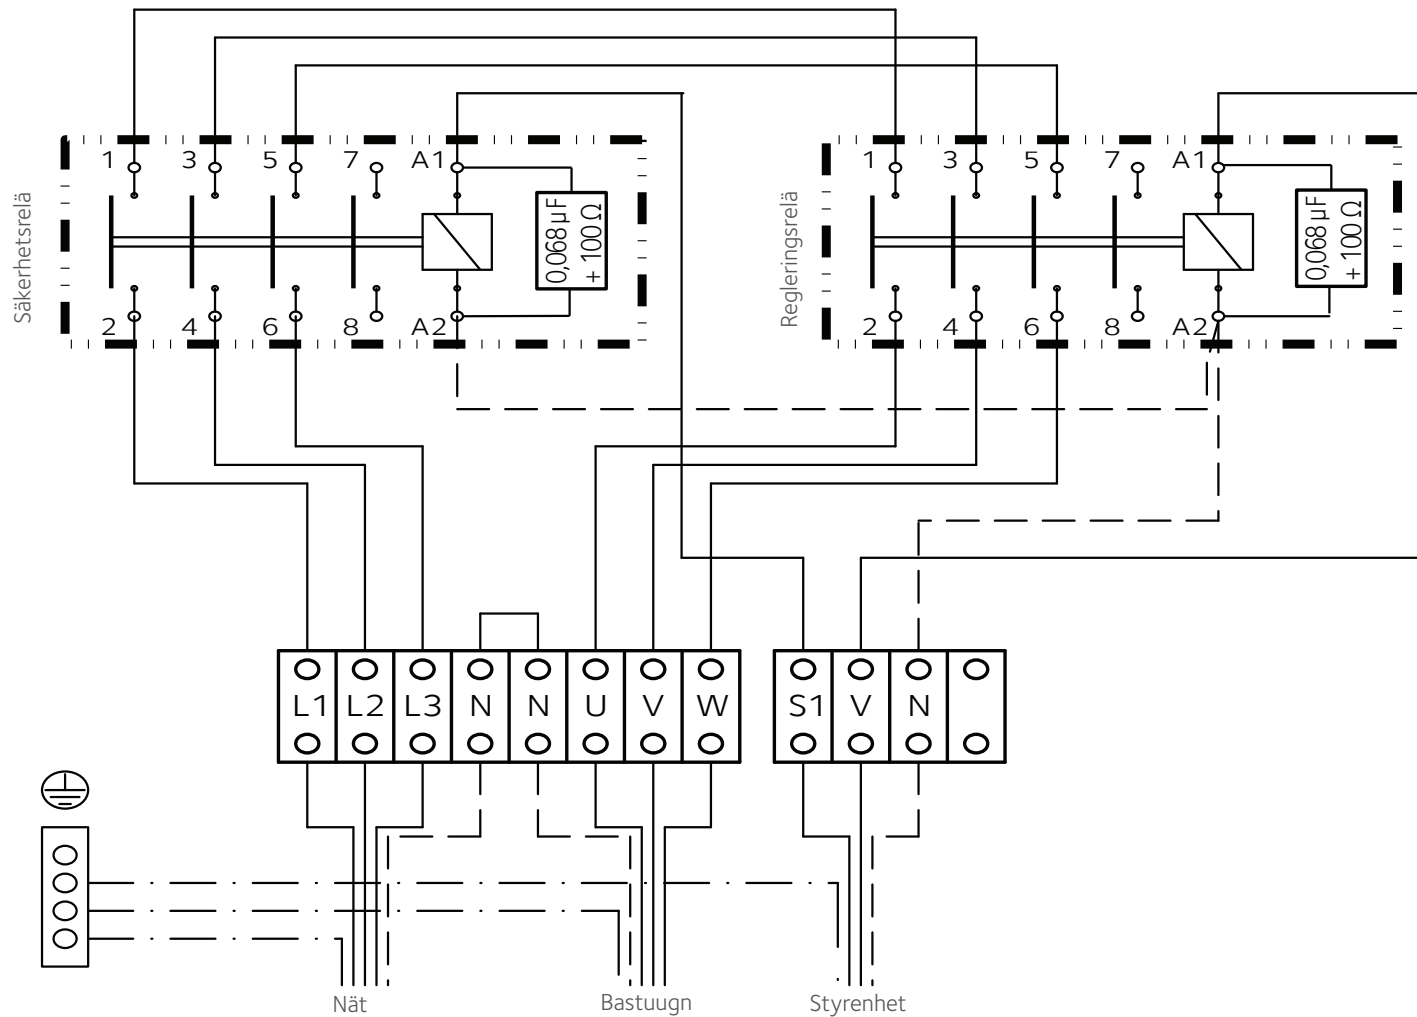 1 3 5 7 A1
1 3 5 7 A1
Säkerhetsrelä
0,068 µF
+ 100 Ω
Regleringsrelä
0,068 µF
+ 100 Ω
2 4 6 8 A2
2 4 6 8 A2
L1 L2 L3 N N U V W
S1 V N
Nät
Bastuugn
Styrenhet